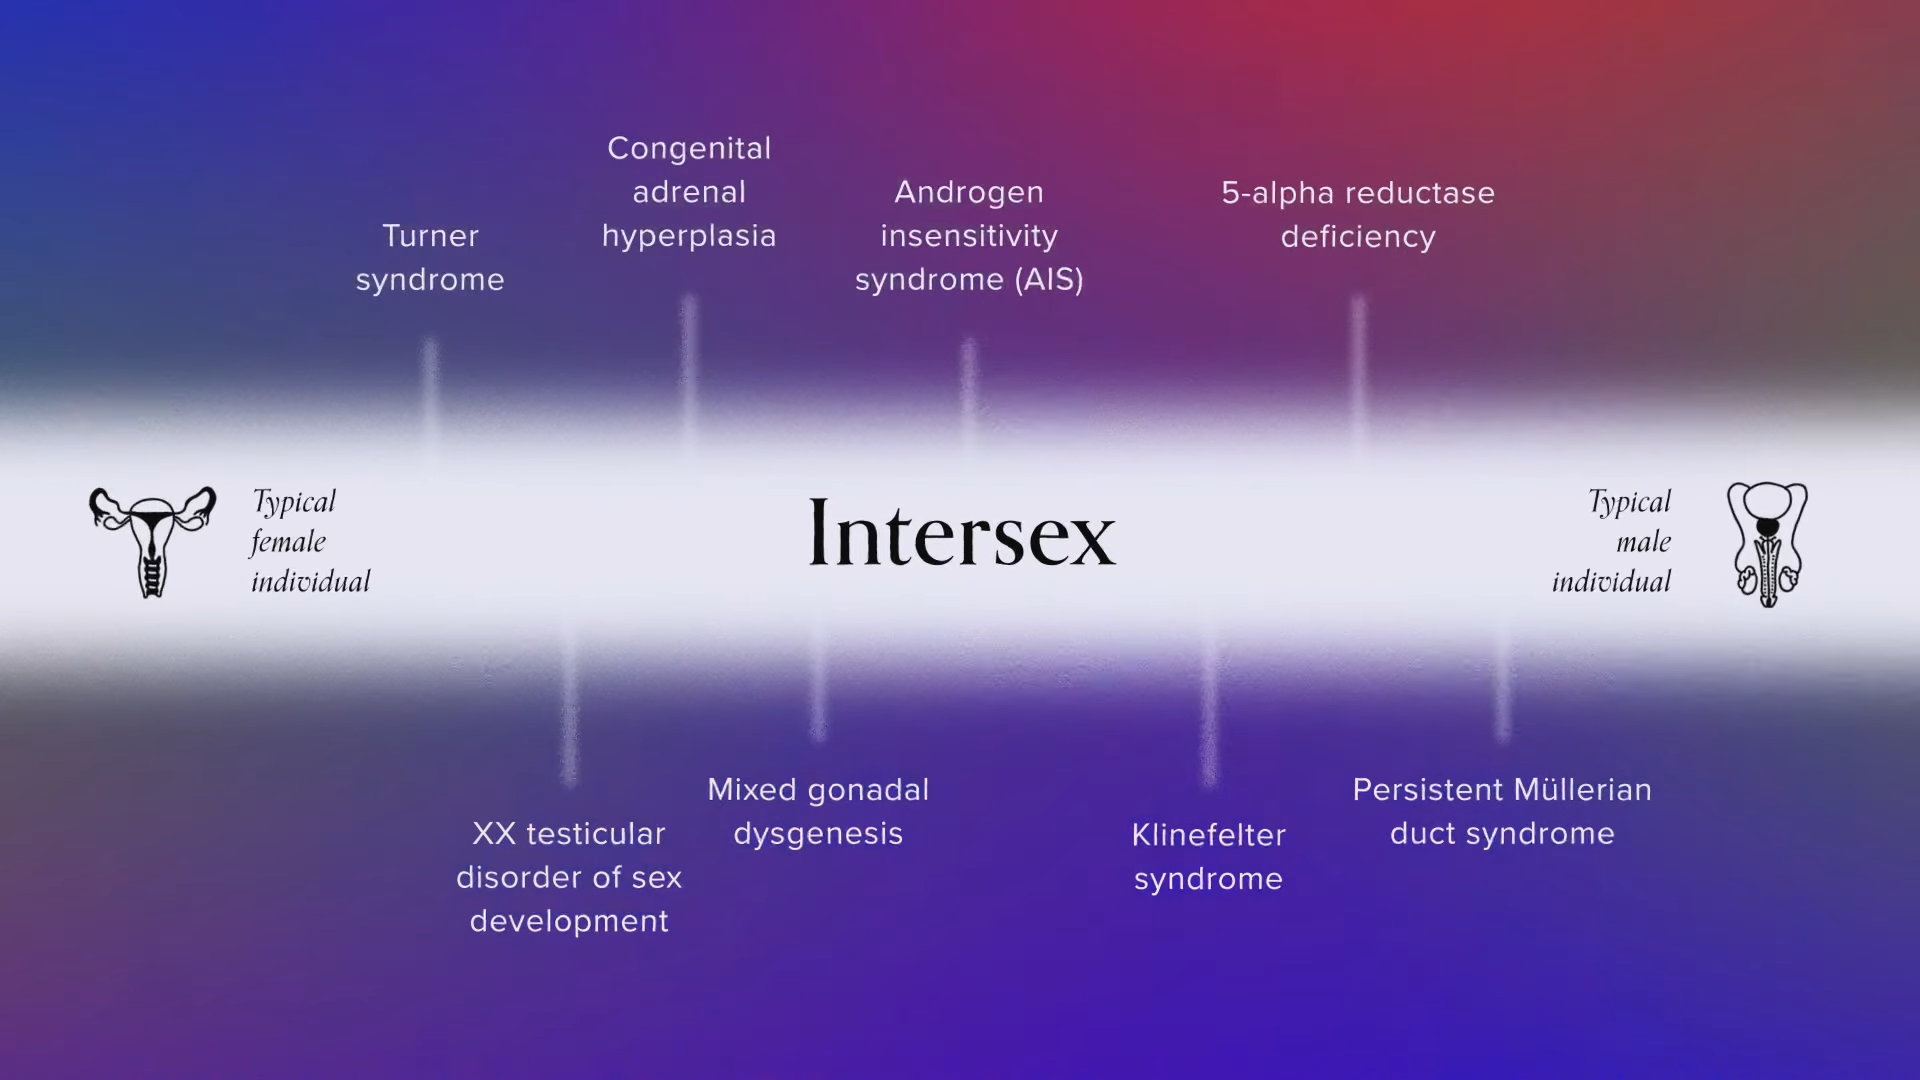 Congenital
adrenal
hyperplasia
Turner
syndrome
Androgen
insensitivity
syndrome (AIS)
5-alpha reductase
deficiency
Typical
female
individual
Intersex
Typical
male
individual
XX testicular
disorder of sex
development
Mixed gonadal
dysgenesis
Klinefelter
syndrome
Persistent Müllerian
duct syndrome